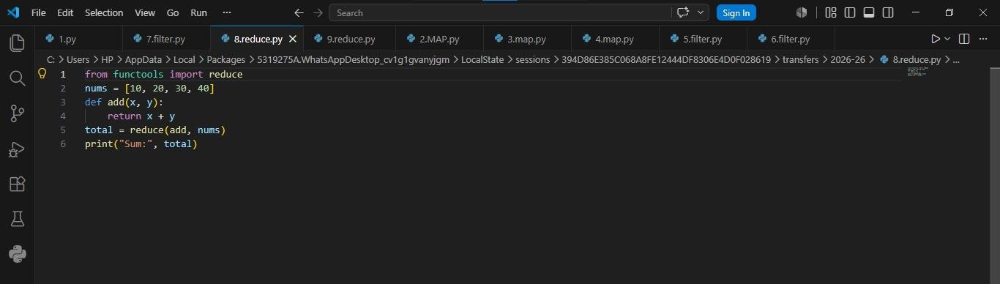 File Edit Selection View Go Run ··· Search Sign In
1.py 7.filter.py 8.reduce.py 9.reduce.py 2.MAP.py 3.map.py 4.map.py 5.filter.py 6.filter.py
C: > Users > HP > AppData > Local > Packages > 5319275A.WhatsAppDesktop_cv1g1gvanyjgm > LocalState > sessions > 394D86E385C068A8FE12444DF8306E4D0F028619 > transfers > 2026-26 > 8.reduce.py > ...
1 from functools import reduce
2 nums = [10, 20, 30, 40]
3 def add(x, y):
4     return x + y
5 total = reduce(add, nums)
6 print("Sum:", total)